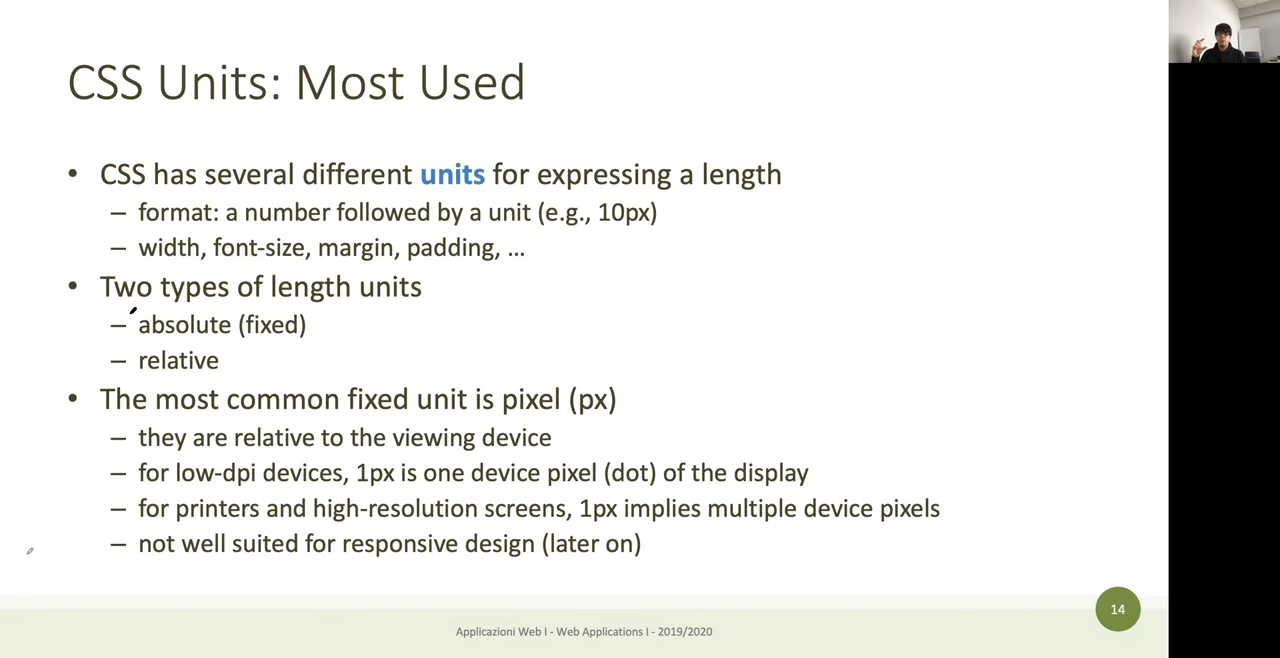 CSS Units: Most Used
• CSS has several different units for expressing a length
– format: a number followed by a unit (e.g., 10px)
– width, font-size, margin, padding, ...
• Two types of length units
– absolute (fixed)
– relative
• The most common fixed unit is pixel (px)
– they are relative to the viewing device
– for low-dpi devices, 1px is one device pixel (dot) of the display
– for printers and high-resolution screens, 1px implies multiple device pixels
– not well suited for responsive design (later on)
14
Applicazioni Web I - Web Applications I - 2019/2020